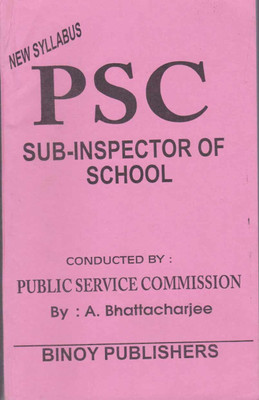 NEW SYLLABUS
PSC
SUB-INSPECTOR OF
SCHOOL
CONDUCTED BY :
PUBLIC SERVICE COMMISSION
By : A. Bhattacharjee
BINOY PUBLISHERS